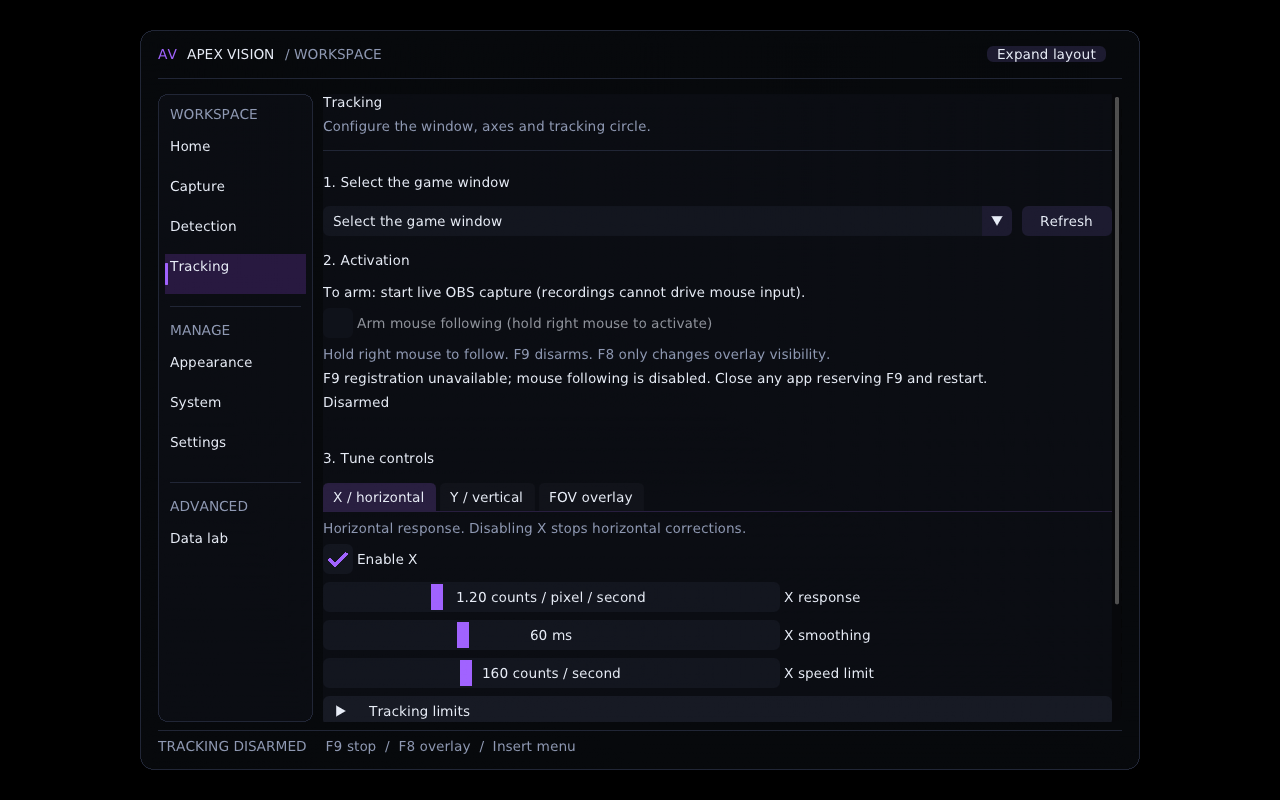 AV APEX VISION / WORKSPACE
Expand layout
WORKSPACE
Home
Capture
Detection
Tracking
MANAGE
Appearance
System
Settings
ADVANCED
Data lab
Tracking
Configure the window, axes and tracking circle.
1. Select the game window
Select the game window
Refresh
2. Activation
To arm: start live OBS capture (recordings cannot drive mouse input).
Arm mouse following (hold right mouse to activate)
Hold right mouse to follow. F9 disarms. F8 only changes overlay visibility.
F9 registration unavailable; mouse following is disabled. Close any app reserving F9 and restart.
Disarmed
3. Tune controls
X / horizontal
Y / vertical
FOV overlay
Horizontal response. Disabling X stops horizontal corrections.
Enable X
1.20 counts / pixel / second X response
60 ms X smoothing
160 counts / second X speed limit
Tracking limits
TRACKING DISARMED F9 stop / F8 overlay / Insert menu